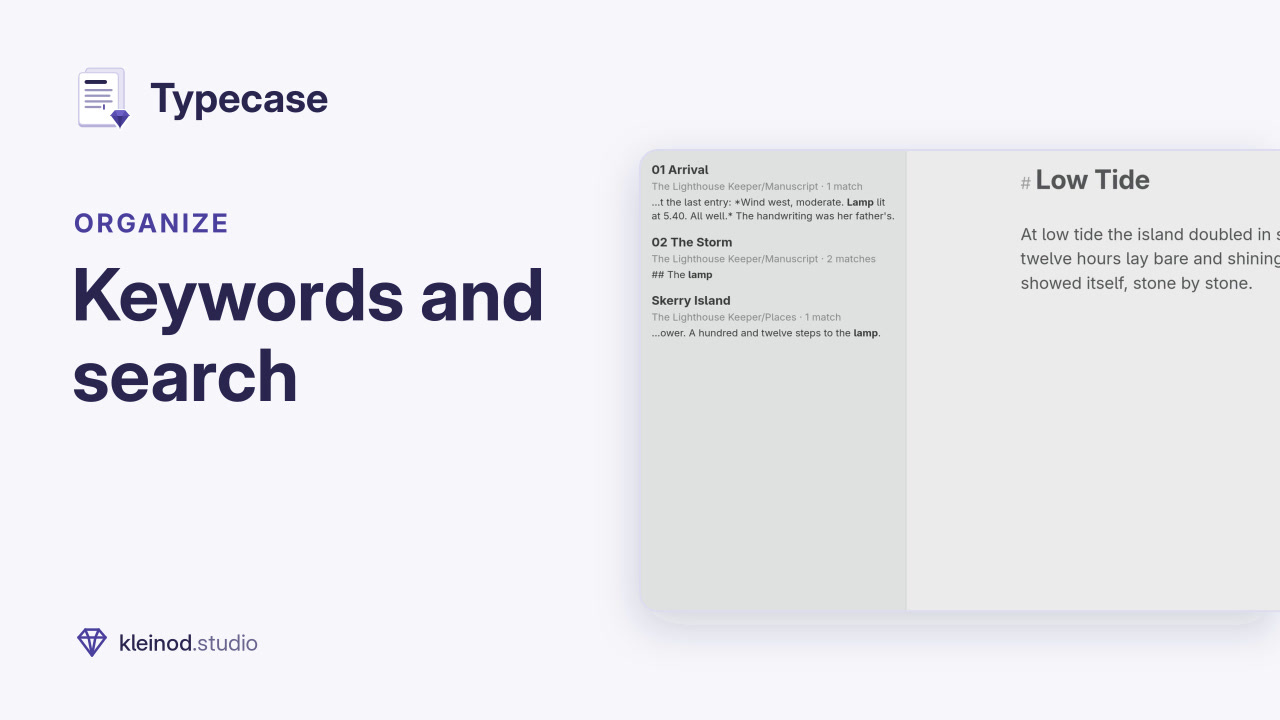 Typecase
ORGANIZE
Keywords and
search
kleinod.studio
01 Arrival
The Lighthouse Keeper/Manuscript · 1 match
…t the last entry: *Wind west, moderate. Lamp lit
at 5.40. All well.* The handwriting was her father's.
02 The Storm
The Lighthouse Keeper/Manuscript · 2 matches
## The lamp
Skerry Island
The Lighthouse Keeper/Places · 1 match
…ower. A hundred and twelve steps to the lamp.
# Low Tide
At low tide the island doubled in s
twelve hours lay bare and shining
showed itself, stone by stone.